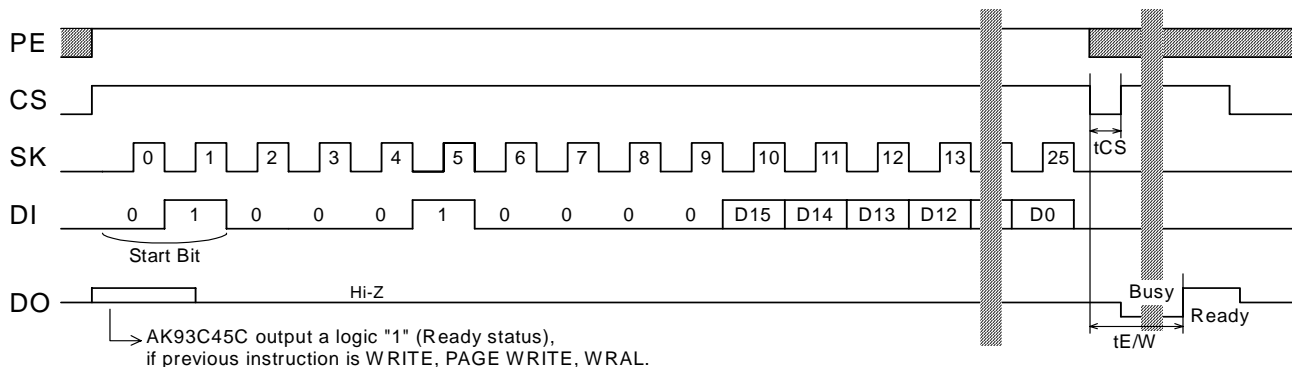 PE
CS
tCS
SK 0 1 2 3 4 5 6 7 8 9 10 11 12 13 25
DI 0 1 0 0 0 1 0 0 0 0 D15 D14 D13 D12 D0
Start Bit
DO Hi-Z Busy Ready
tE/W
AK93C45C output a logic "1" (Ready status),
if previous instruction is WRITE, PAGE WRITE, WRAL.